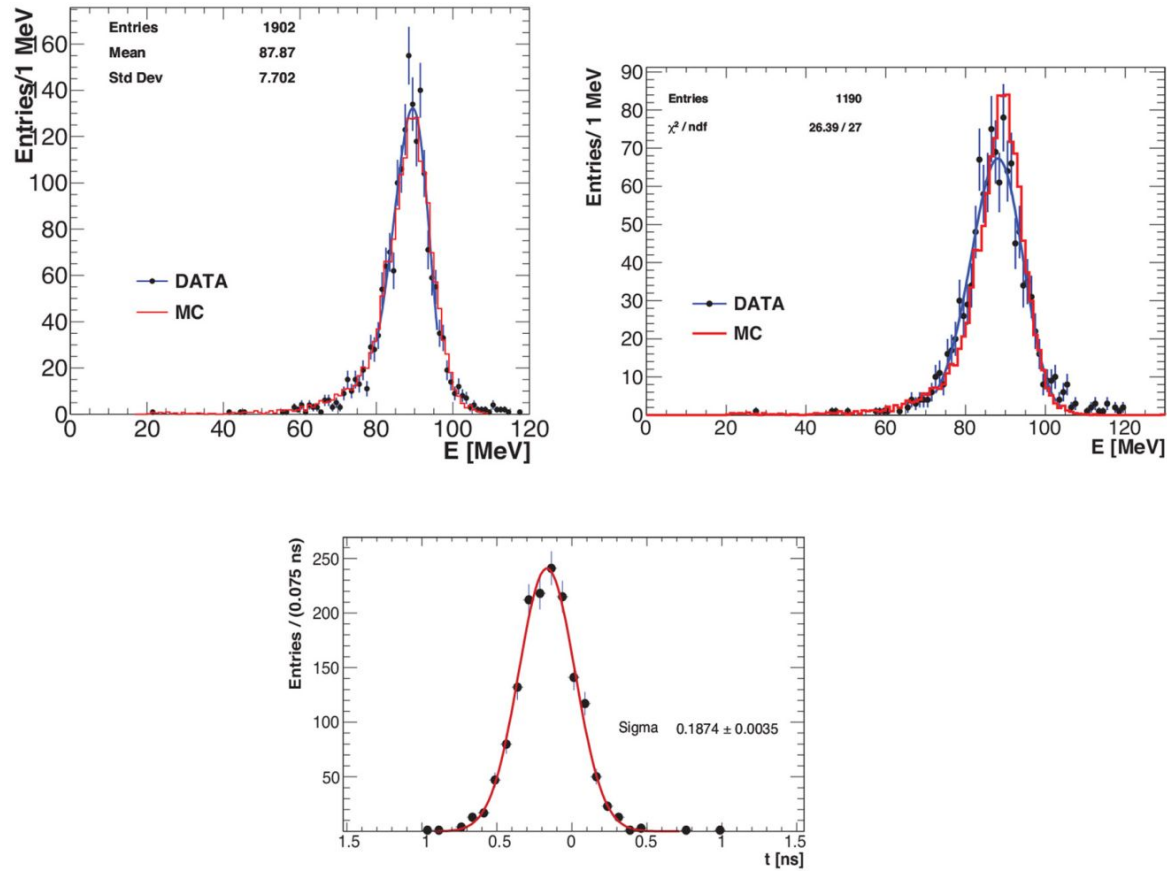 Entries 1902
Mean 87.87
Std Dev 7.702
Entries/1 MeV
160
140
120
100
80
60
40
20
0
DATA
MC
0 20 40 60 80 100 120
E [MeV]
Entries 1190
χ² / ndf 26.39 / 27
Entries/ 1 MeV
90
80
70
60
50
40
30
20
10
0
DATA
MC
0 20 40 60 80 100 120
E [MeV]
Entries / (0.075 ns)
250
200
150
100
50
Sigma 0.1874 ± 0.0035
1.5 1 0.5 0 0.5 1 1.5
t [ns]